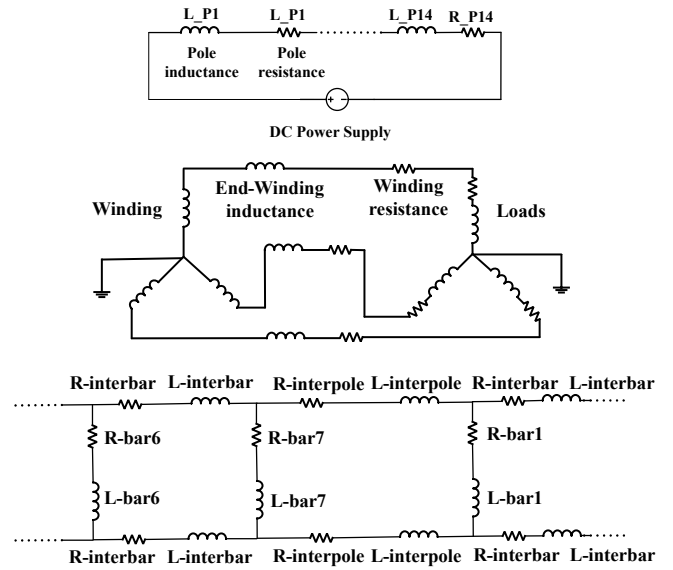 L_P1 L_P1 L_P14 R_P14
Pole inductance
Pole resistance
+ -
DC Power Supply
Winding
End-Winding inductance
Winding resistance
Loads
R-interbar L-interbar R-interpole L-interpole R-interbar L-interbar
R-bar6 R-bar7 R-bar1
L-bar6 L-bar7 L-bar1
R-interbar L-interbar R-interpole L-interpole R-interbar L-interbar